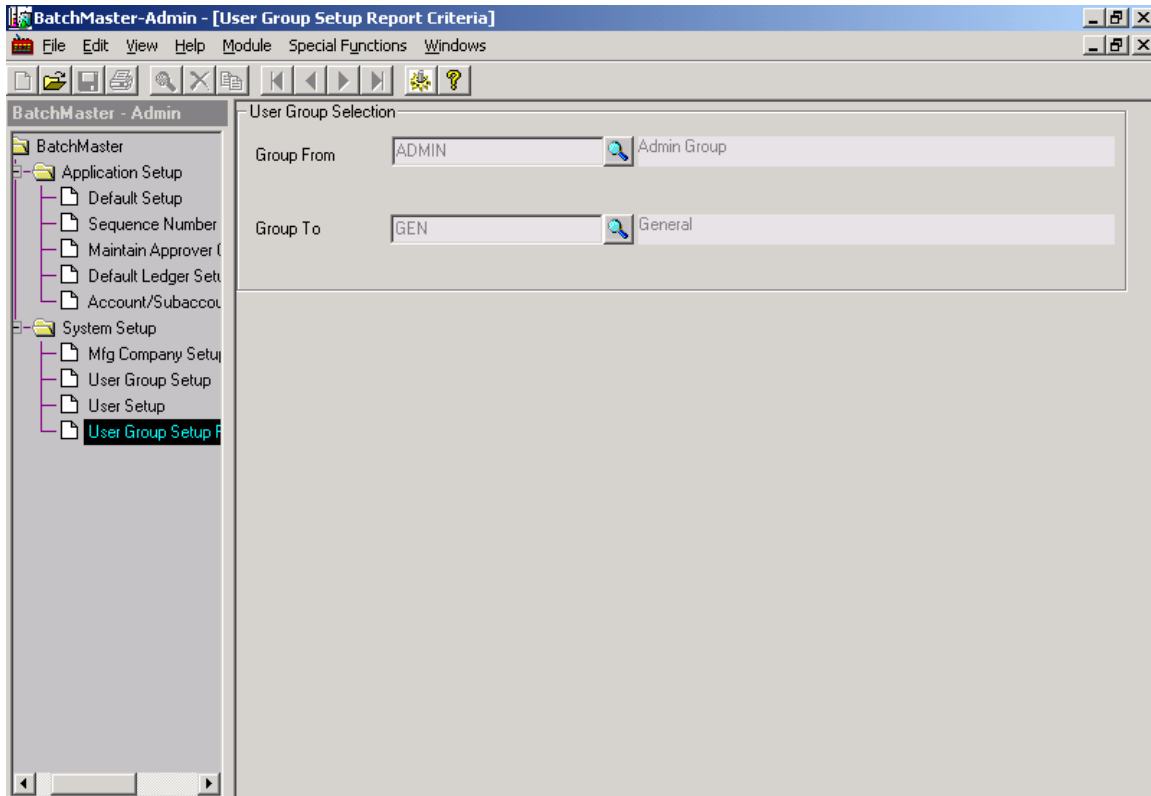 BatchMaster-Admin - [User Group Setup Report Criteria]
File Edit View Help Module Special Functions Windows
BatchMaster - Admin
BatchMaster
Application Setup
Default Setup
Sequence Number
Maintain Approver
Default Ledger Setu
Account/Subaccou
System Setup
Mfg Company Setu
User Group Setup
User Setup
User Group Setup
User Group Selection
Group From ADMIN Admin Group
Group To GEN General